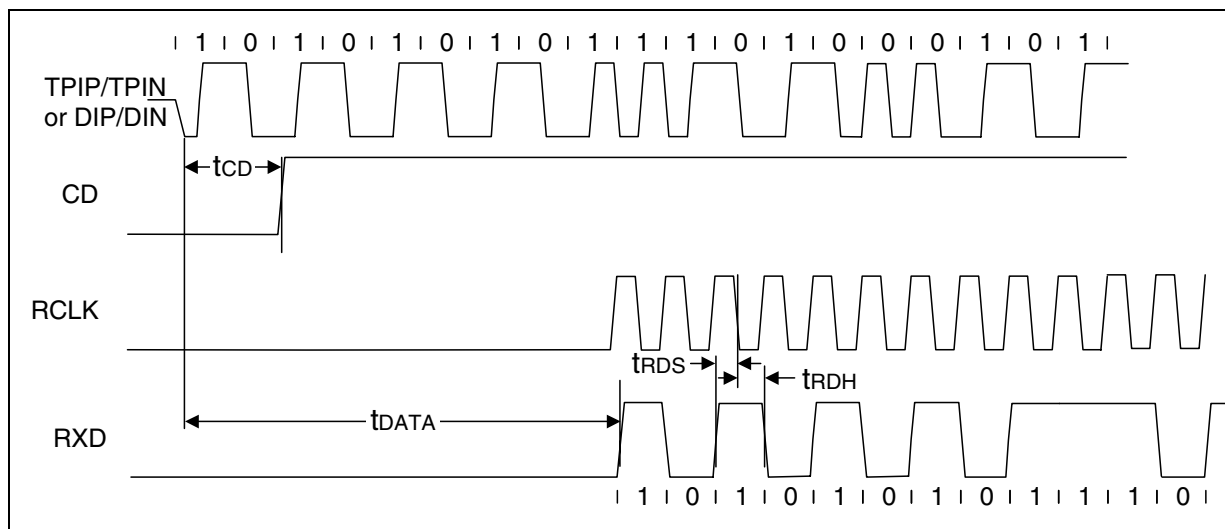 1 0 1 0 1 0 1 0 1 1 1 0 1 0 0 0 1 0 1
TPIP/TPIN
or DIP/DIN
tCD
CD
RCLK
tRDS
tRDH
tDATA
RXD
1 0 1 0 1 0 1 0 1 1 1 0